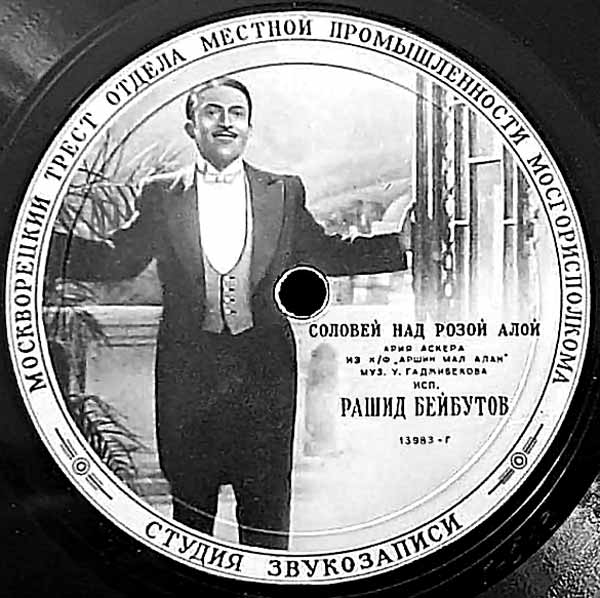 МОСКВОРЕЦКИЙ ТРЕСТ ОТДЕЛА МЕСТНОЙ ПРОМЫШЛЕННОСТИ МОСГОРИСПОЛКОМА
СОЛОВЕЙ НАД РОЗОЙ АЛОЙ
АРИЯ АСКЕРА
ИЗ К/Ф „АРШИН МАЛ АЛАН"
МУЗ. У. ГАДЖИБЕКОВА
ИСП.
РАШИД БЕЙБУТОВ
13983-Г
СТУДИЯ ЗВУКОЗАПИСИ